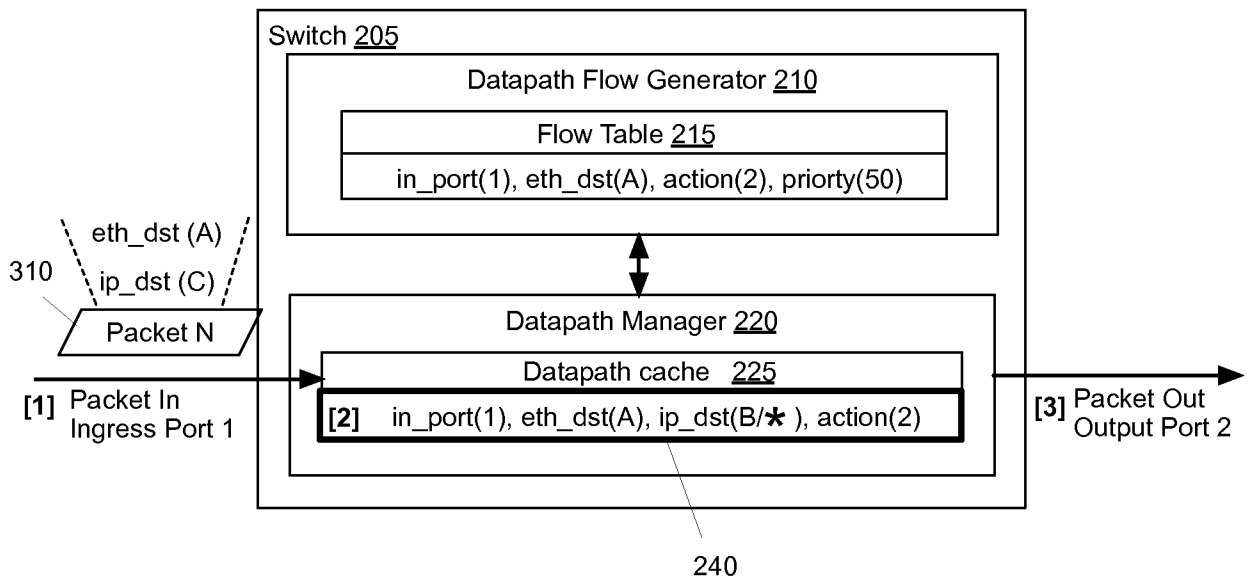 Switch 205
Datapath Flow Generator 210
Flow Table 215
in_port(1), eth_dst(A), action(2), priorty(50)
eth_dst (A)
ip_dst (C)
310
Packet N
Datapath Manager 220
Datapath cache 225
[1] Packet In
Ingress Port 1
[2] in_port(1), eth_dst(A), ip_dst(B/* ), action(2)
[3] Packet Out
Output Port 2
240